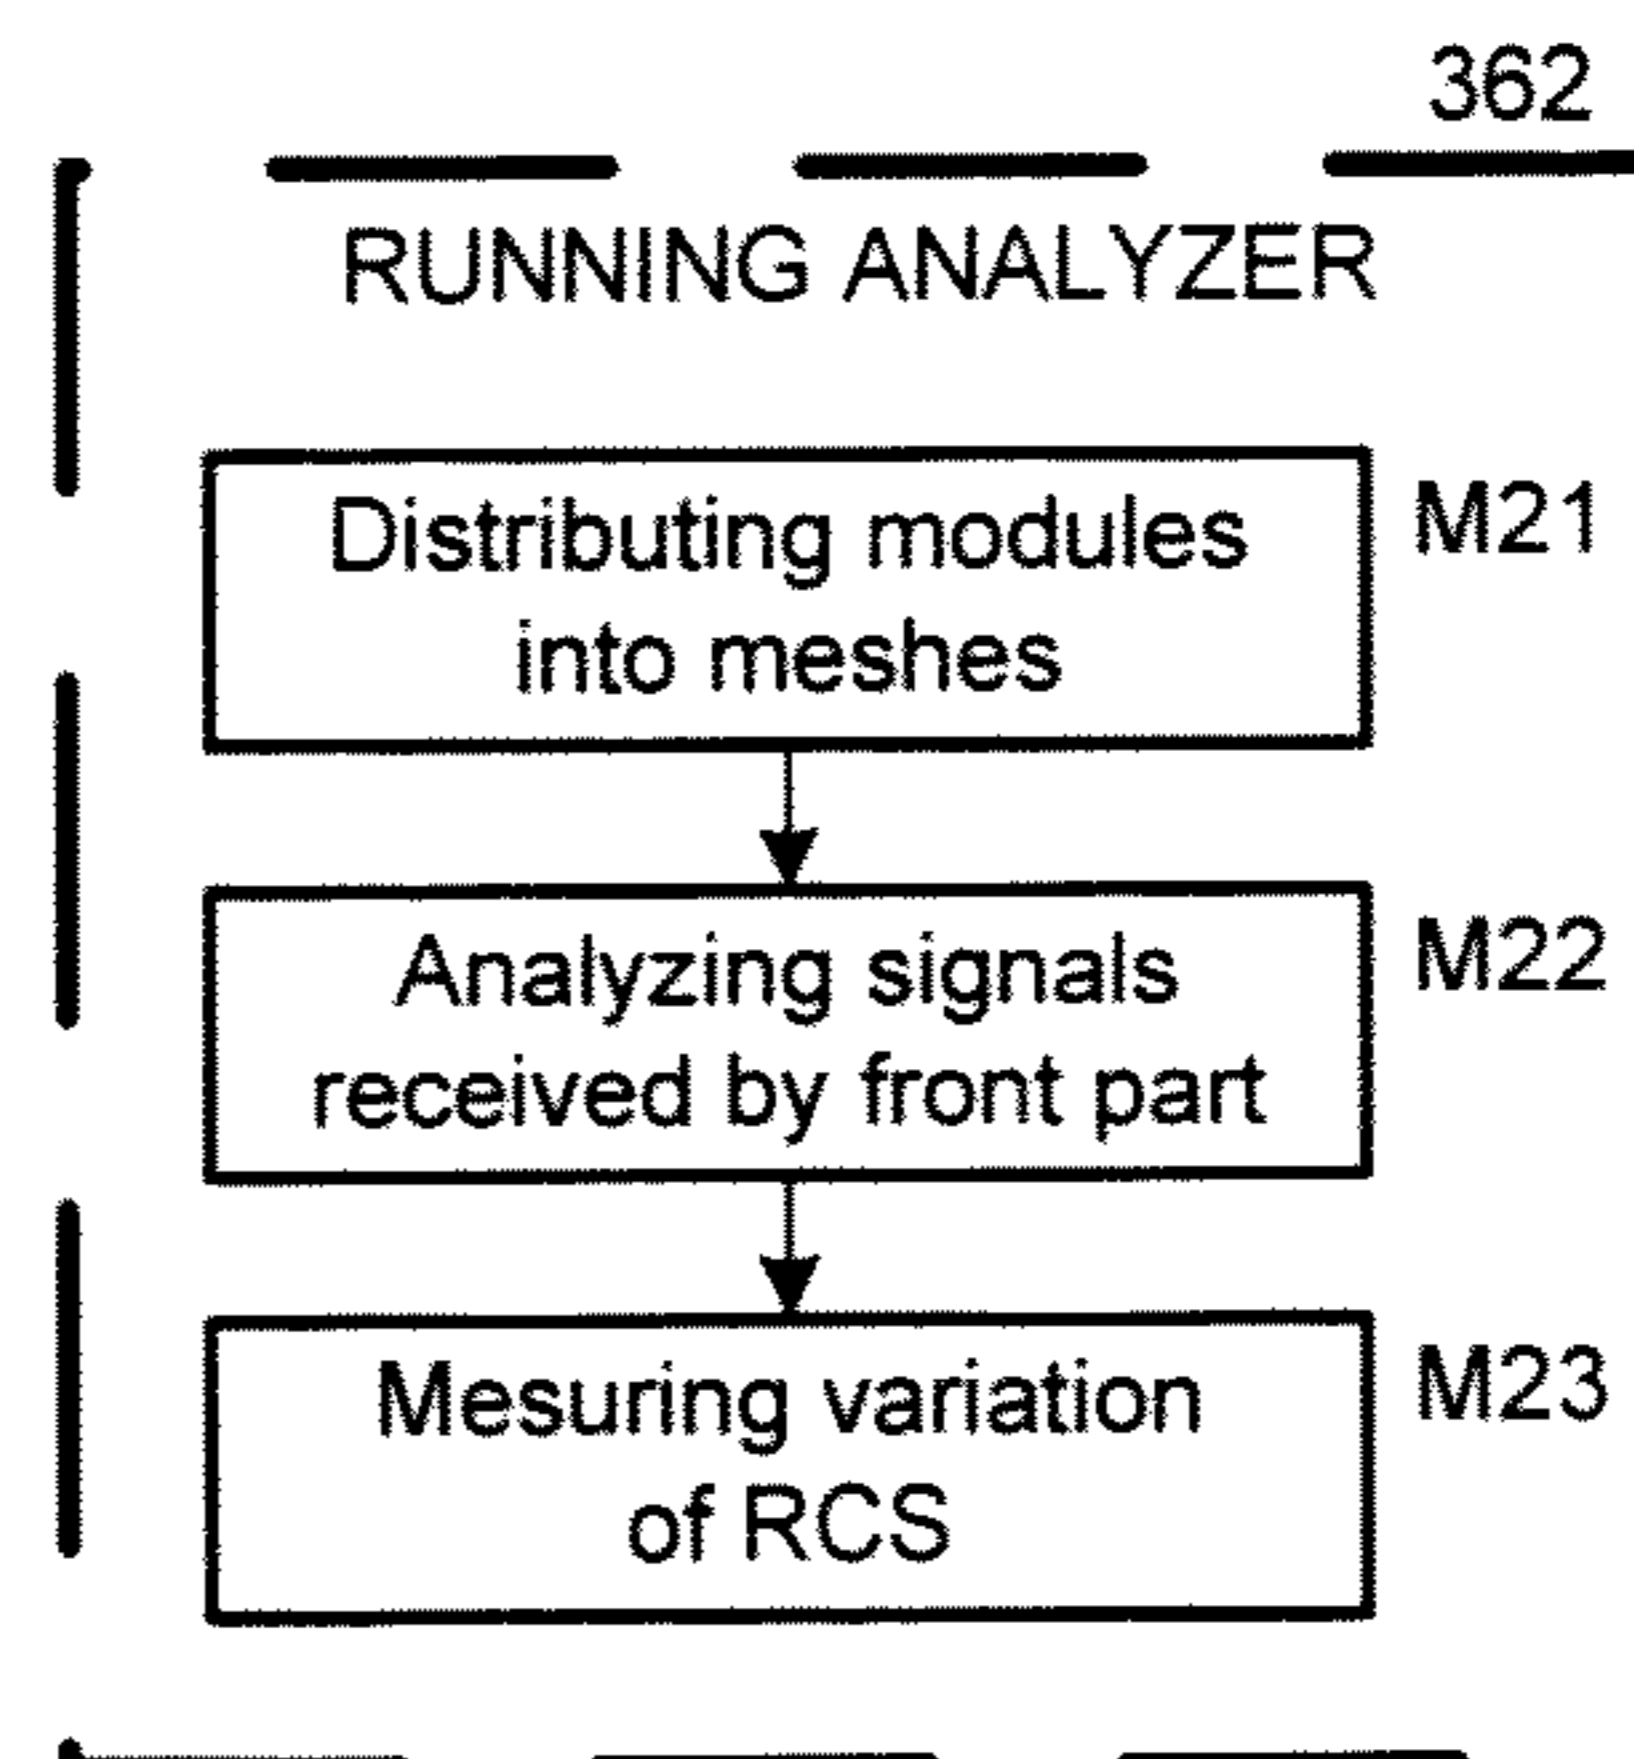 362
RUNNING ANALYZER
Distributing modules
into meshes
M21
Analyzing signals
received by front part
M22
Mesuring variation
of RCS
M23